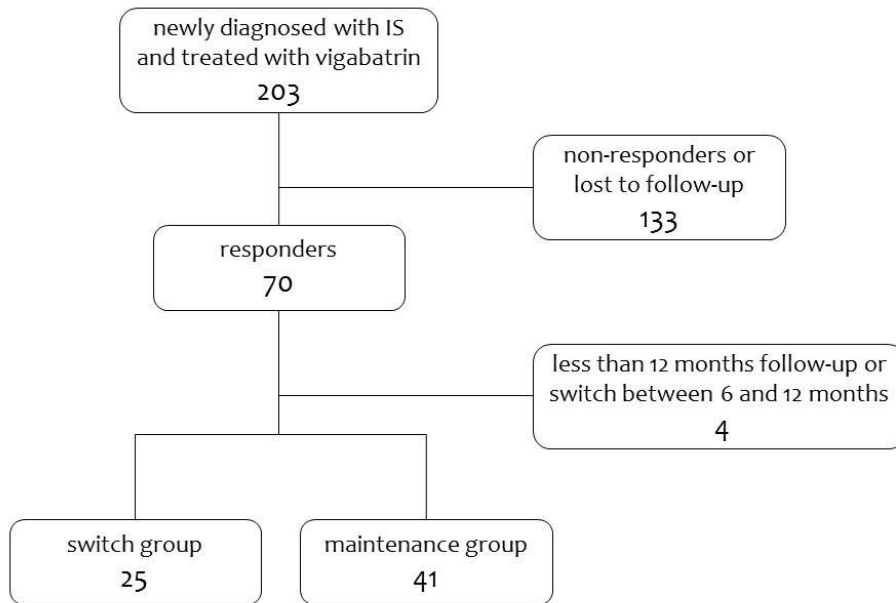 newly diagnosed with IS
and treated with vigabatrin
203
non-responders or
lost to follow-up
133
responders
70
less than 12 months follow-up or
switch between 6 and 12 months
4
switch group
25
maintenance group
41